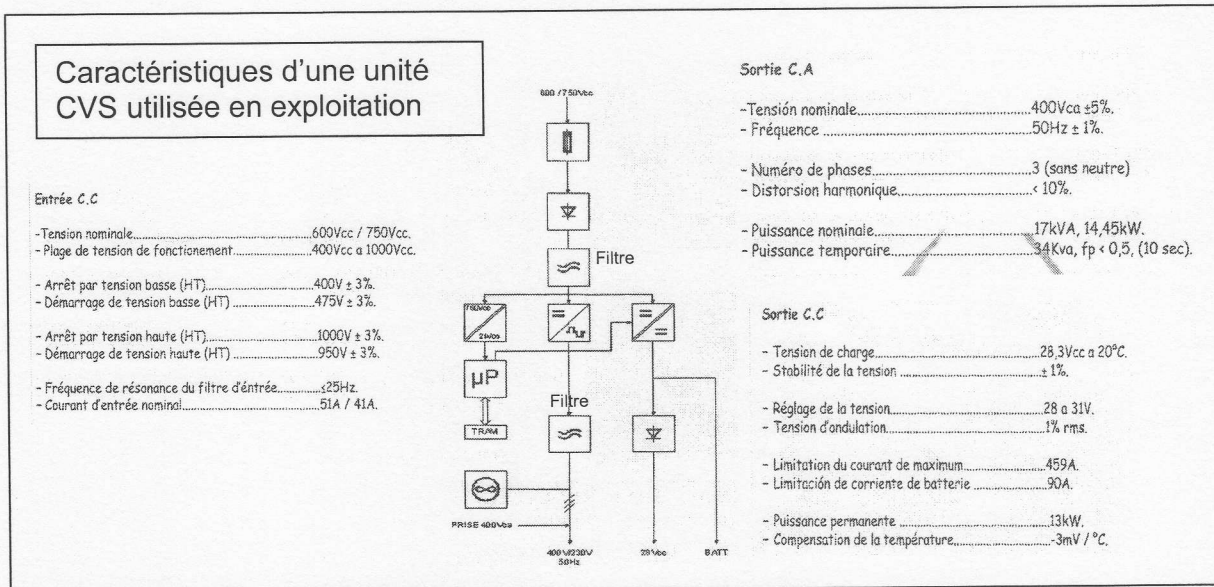 Caractéristiques d'une unité
CVS utilisée en exploitation
Entrée C.C
-Tension nominale..............................600Vcc / 750Vcc.
- Plage de tension de fonctionement..................400Vcc a 1000Vcc.
- Arrêt par tension basse (HT)..........................400V ± 3%.
- Démarrage de tension basse (HT) ..................475V ± 3%.
- Arrêt par tension haute (HT)..........................1000V ± 3%.
- Démarrage de tension haute (HT) ..................950V ± 3%.
- Fréquence de résonance du filtre d'éntrée.......≤25Hz.
- Courant d'entrée nominal................................51A / 41A.
600 / 750Vcc
Filtre
750Vcc
µP
TRAM
Filtre
PRISE 400Vca
400V/230V
50Hz
28Vcc
BATT
Sortie C.A
-Tensión nominale.............................400Vca ±5%.
- Fréquence ......................................50Hz ± 1%.
- Numéro de phases...........................3 (sans neutre)
- Distorsion harmonique......................< 10%.
- Puissance nominale .........................17kVA, 14,45kW.
- Puissance temporaire.......................34Kva, fp < 0,5, (10 sec).
Sortie C.C
- Tension de charge..............................28,3Vcc a 20°C.
- Stabilité de la tension .......................± 1%.
- Réglage de la tension.........................28 a 31V.
- Tension d'ondulation..........................1% rms.
- Limitation du courant de maximum................459A.
- Limitación de corriente de batterie ..............90A.
- Puissance permanente ..............................13kW.
- Compensation de la température..................-3mV / °C.